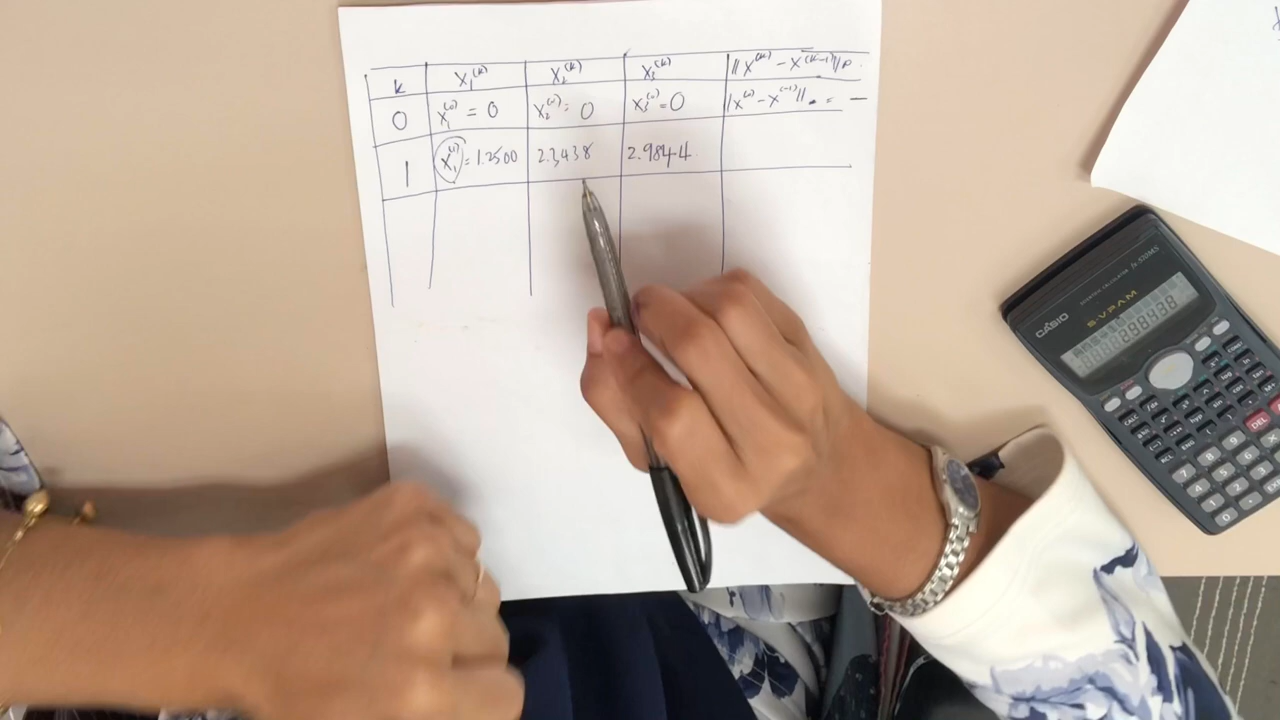 k x₁⁽ᵏ⁾ x₂⁽ᵏ⁾ x₃⁽ᵏ⁾ ||x⁽ᵏ⁾ - x⁽ᵏ⁻¹⁾||
0 x₁⁽⁰⁾ = 0 x₂⁽⁰⁾ = 0 x₃⁽⁰⁾ = 0 ||x⁽⁰⁾ - x⁽⁻¹⁾|| = -
1 x₁⁽¹⁾ = 1.2500 2.3438 2.9844
CASIO
S-V.P.A.M.